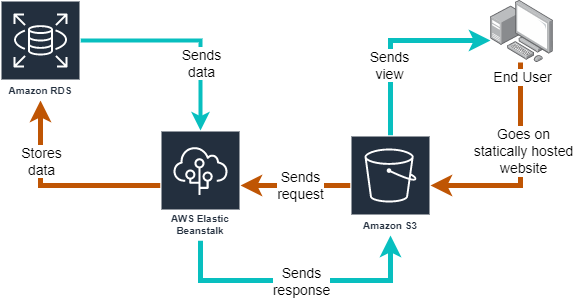 Sends
data
Sends
view
End User
Amazon RDS
Goes on
statically hosted
website
Stores
data
Sends
request
AWS Elastic
Beanstalk
Amazon S3
Sends
response